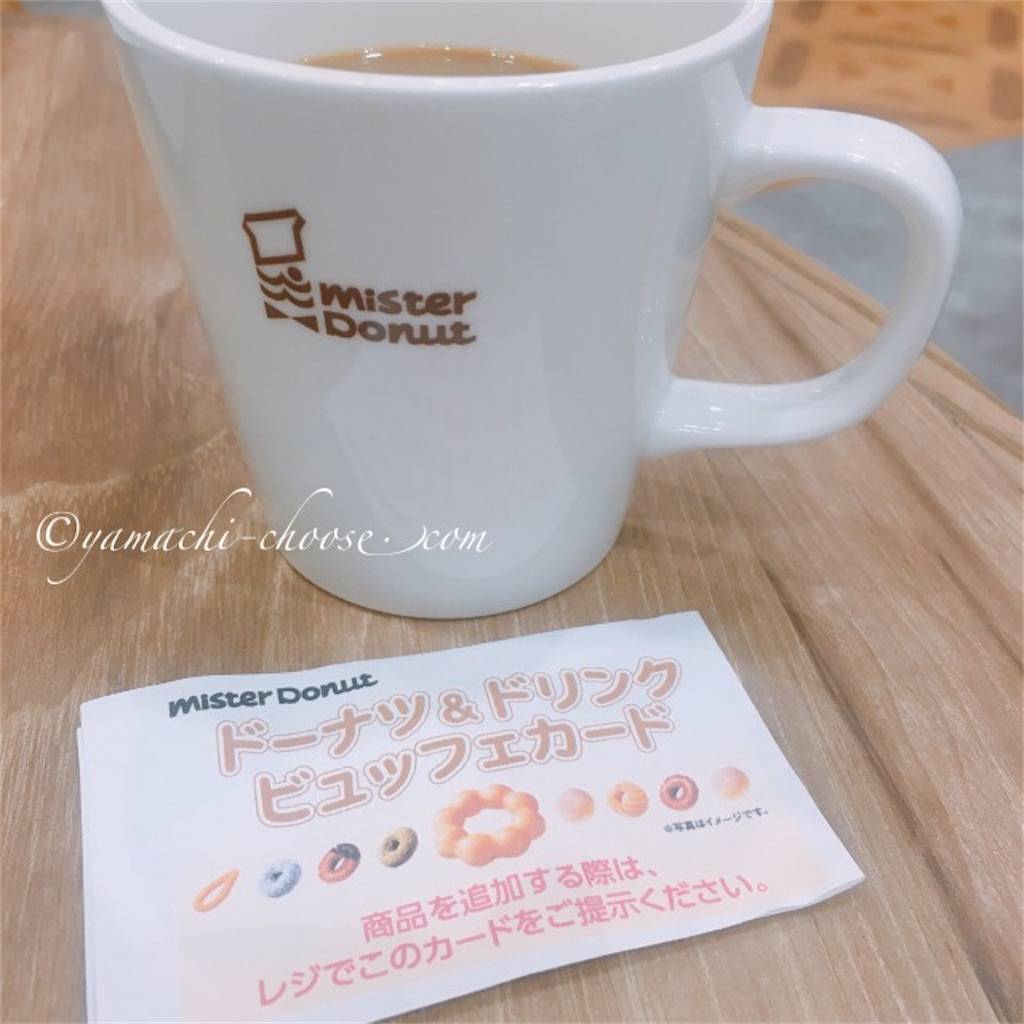 mister
Donut
©yamachi-choose.com
mister Donut
ドーナツ&ドリンク
ビュッフェカード
※写真はイメージです。
商品を追加する際は、
レジでこのカードをご提示ください。